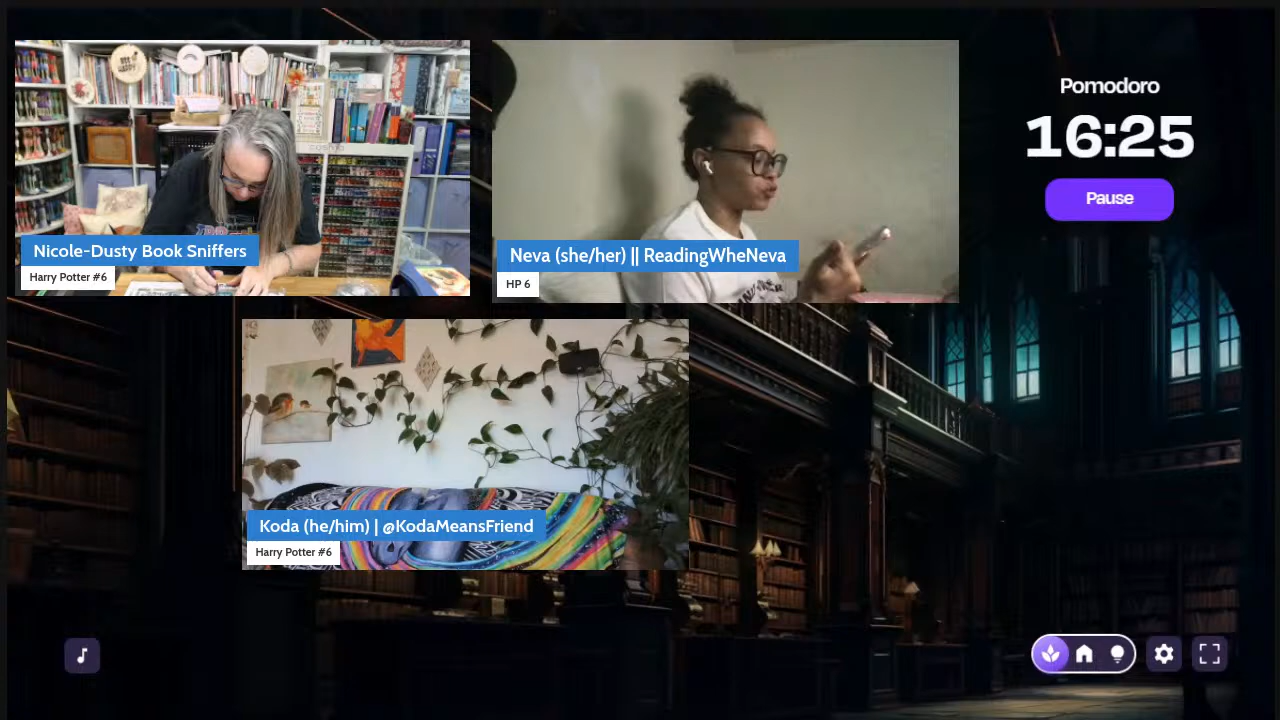 Pomodoro
16:25
Pause
Nicole-Dusty Book Sniffers
Harry Potter #6
Neva (she/her) || ReadingWheNeva
HP 6
Koda (he/him) | @KodaMeansFriend
Harry Potter #6